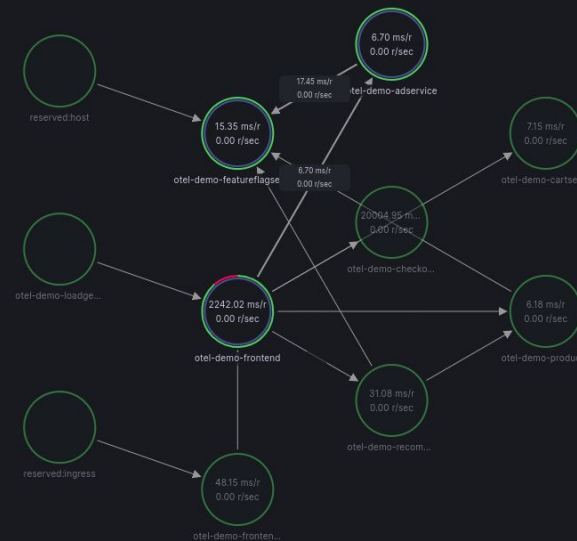 6.70 ms/r
0.00 r/sec
otel-demo-adservice
17.45 ms/r
0.00 r/sec
reserved:host
15.35 ms/r
0.00 r/sec
otel-demo-featureflagse
7.15 ms/r
0.00 r/sec
otel-demo-cartse
6.70 ms/r
0.00 r/sec
20004.95 m...
0.00 r/sec
otel-demo-checko...
otel-demo-loadge...
2242.02 ms/r
0.00 r/sec
otel-demo-frontend
6.18 ms/r
0.00 r/sec
otel-demo-produ
31.08 ms/r
0.00 r/sec
otel-demo-recom...
reserved:ingress
48.15 ms/r
0.00 r/sec
otel-demo-fronten...